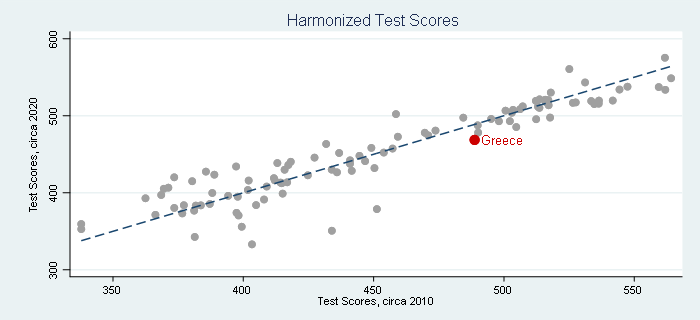 Harmonized Test Scores
600
500
400
300
Test Scores, circa 2020
Greece
350
400
450
500
550
Test Scores, circa 2010